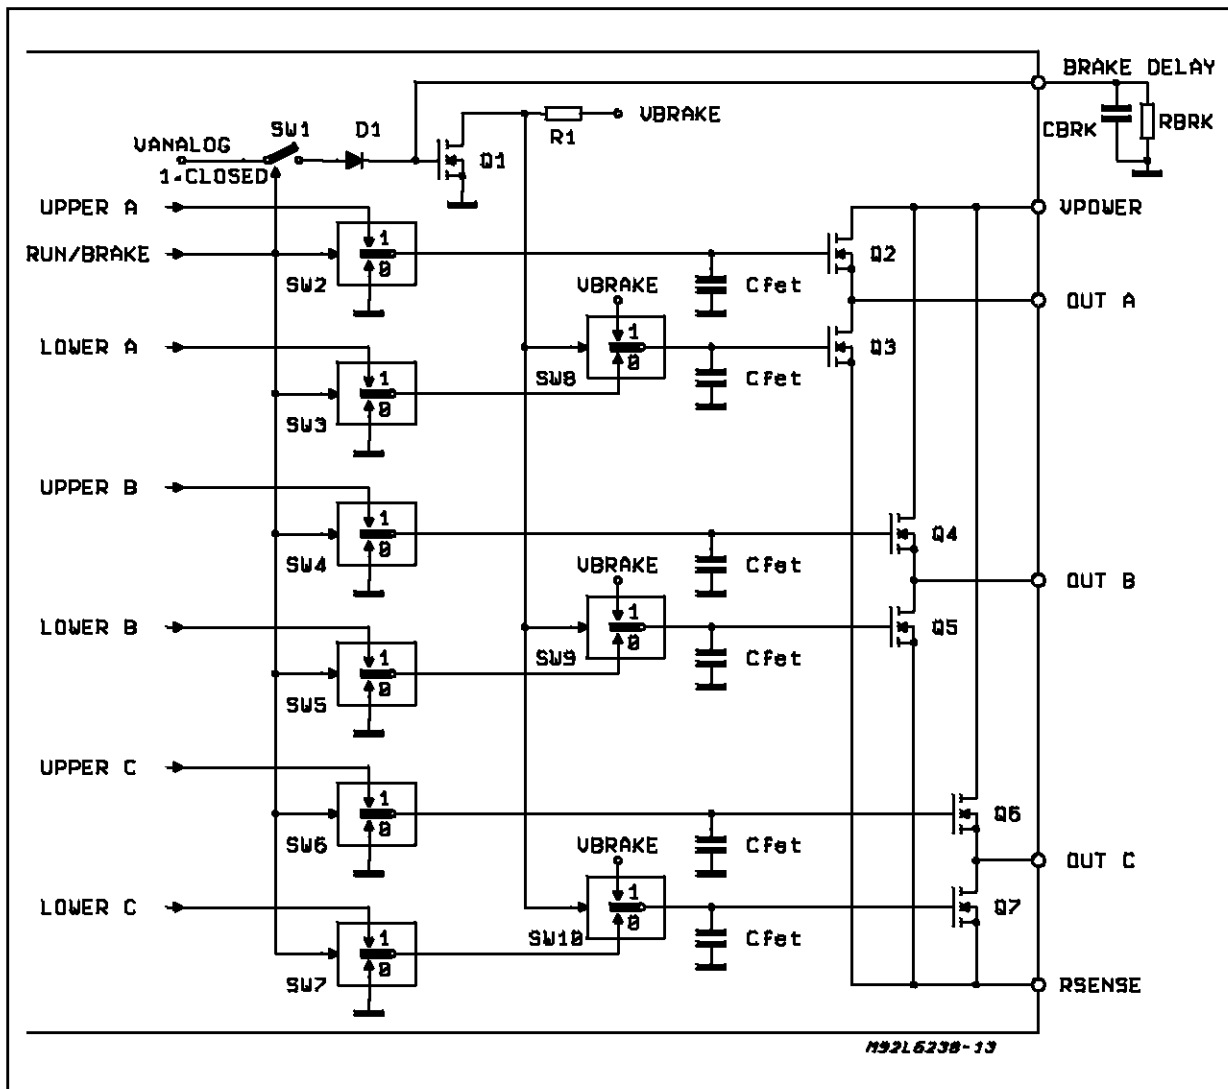 BRAKE DELAY
CBRK
RBRK
SW1
D1
R1
VBRAKE
VANALOG
1-CLOSED
Q1
UPPER A
1
0
SW2
Cfet
Q2
VPOWER
RUN/BRAKE
VBRAKE
OUT A
LOWER A
1
0
SW3
1
0
SW8
Cfet
Q3
UPPER B
1
0
SW4
Cfet
Q4
VBRAKE
OUT B
LOWER B
1
0
SW5
1
0
SW9
Cfet
Q5
UPPER C
1
0
SW6
Cfet
Q6
VBRAKE
OUT C
LOWER C
1
0
SW7
1
0
SW10
Cfet
Q7
RSENSE
M92L6238-13